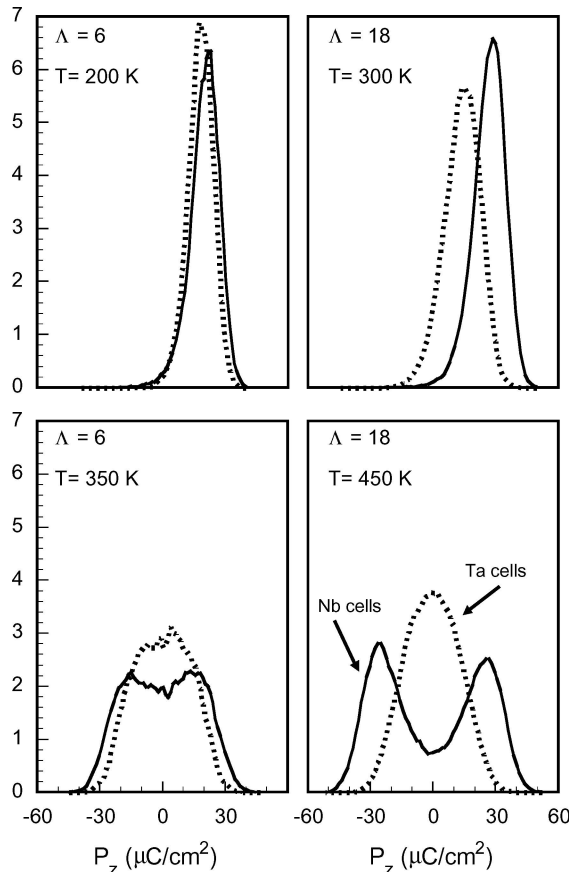 7
6
5
4
3
2
1
0
Λ = 6
T= 200 K
Λ = 18
T= 300 K
7
6
5
4
3
2
1
0
Λ = 6
T= 350 K
Λ = 18
T= 450 K
Ta cells
Nb cells
-60 -30 0 30 -60 -30 0 30 60
P_z (μC/cm²) P_z (μC/cm²)